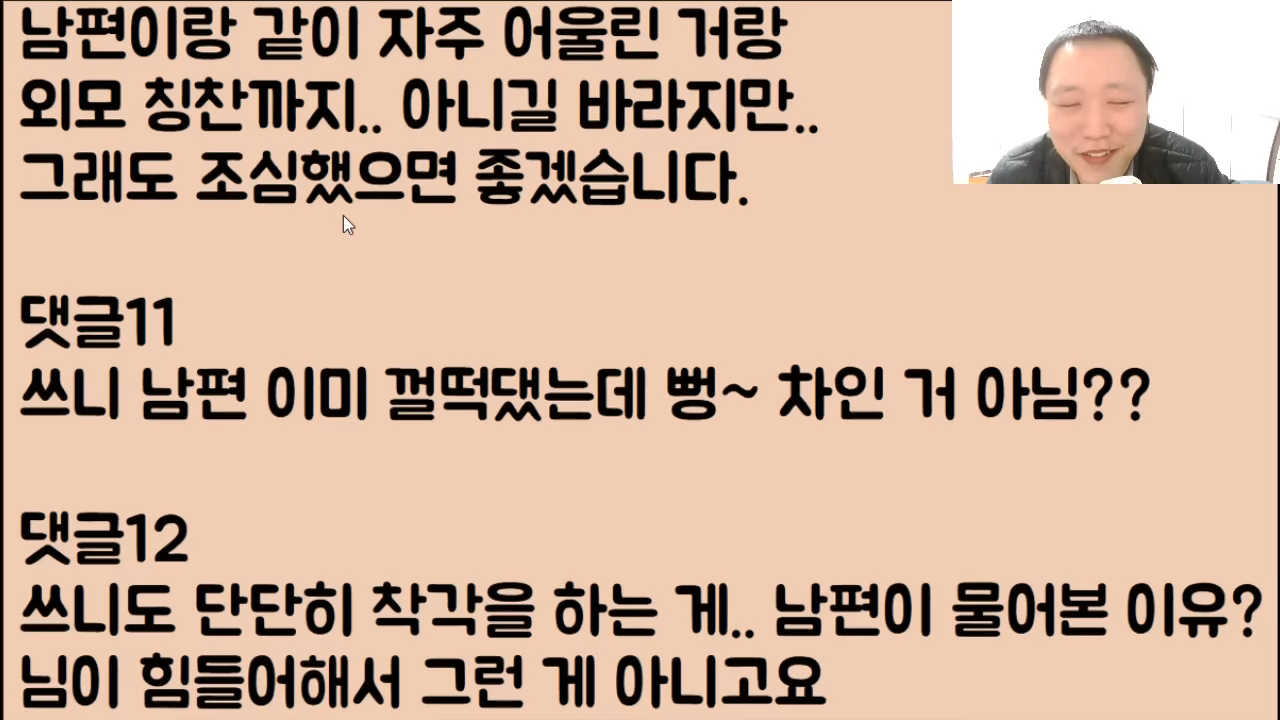 남편이랑 같이 자주 어울린 거랑
외모 칭찬까지.. 아니길 바라지만..
그래도 조심했으면 좋겠습니다.
댓글11
쓰니 남편 이미 껄떡댔는데 뻥~ 차인 거 아님??
댓글12
쓰니도 단단히 착각을 하는 게.. 남편이 물어본 이유?
님이 힘들어해서 그런 게 아니고요